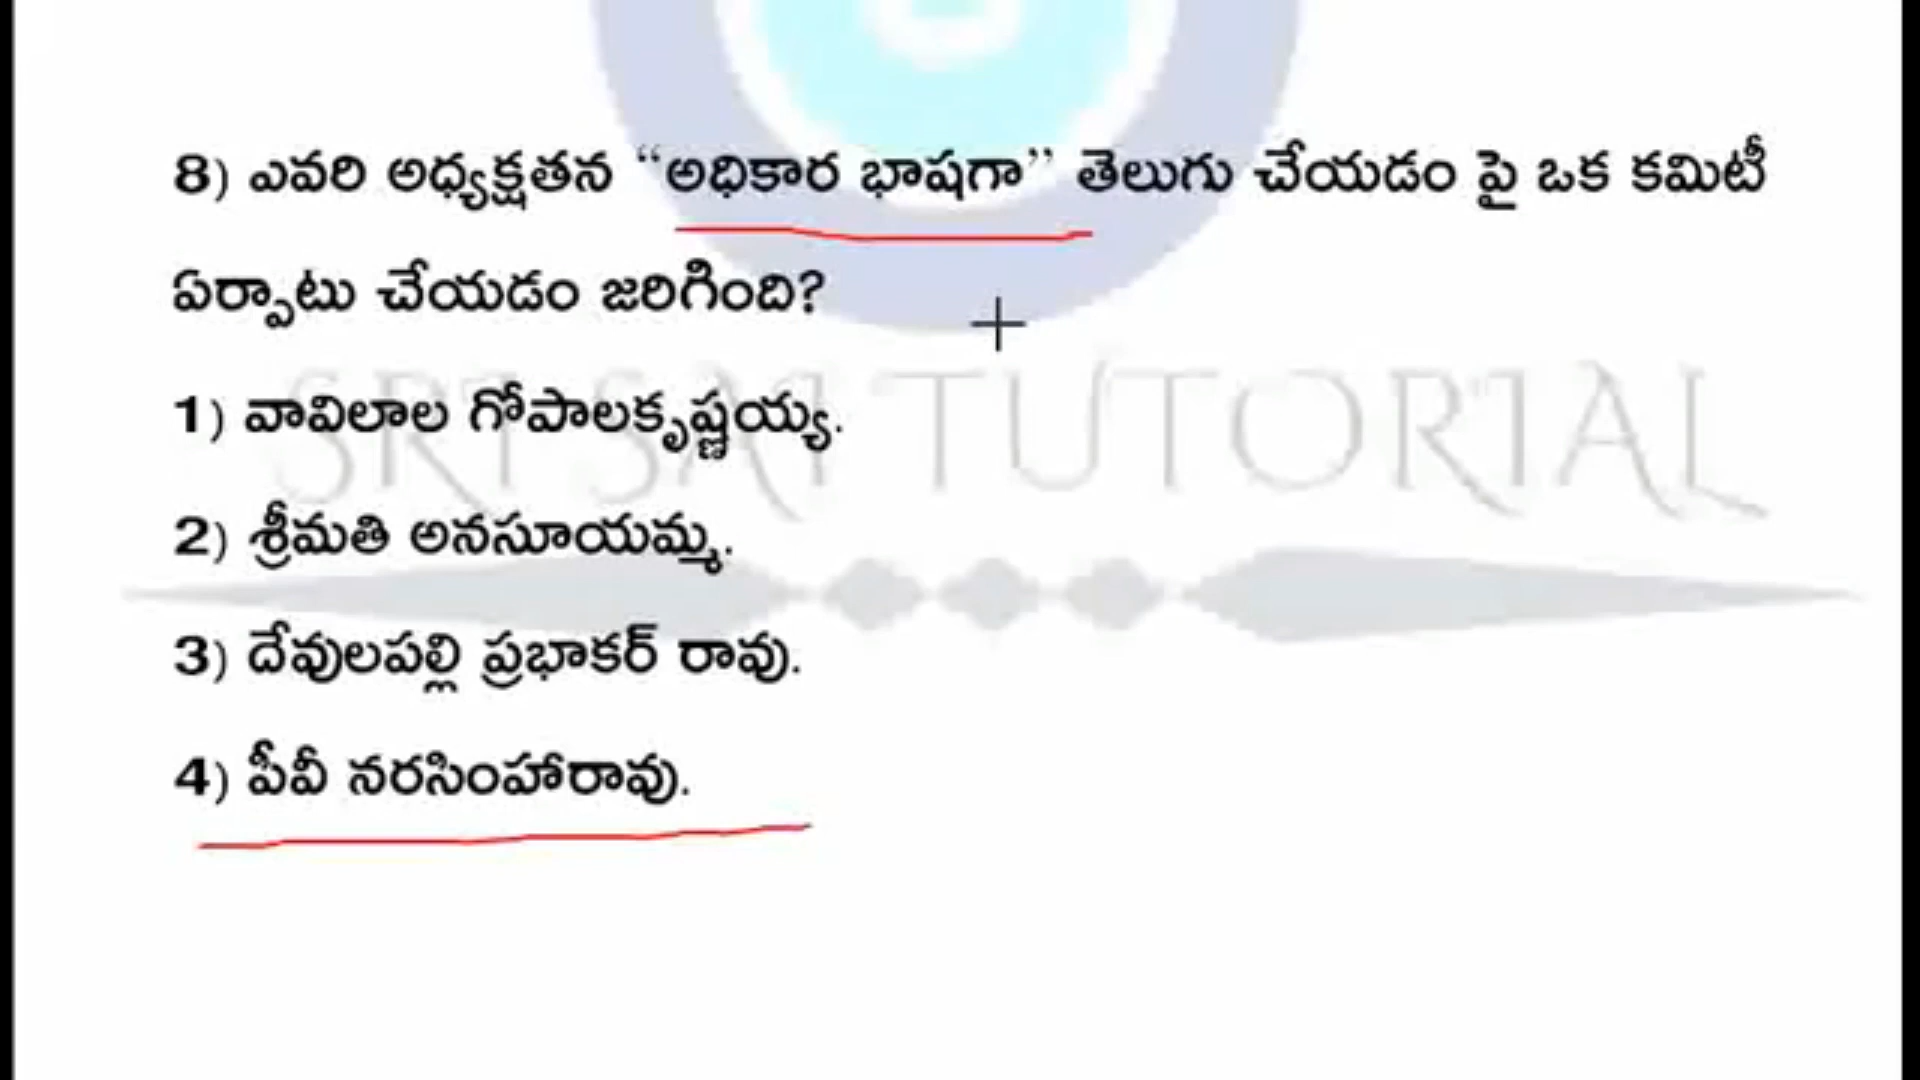 8) ఎవరి అధ్యక్షతన “అధికార భాషగా” తెలుగు చేయడం పై ఒక కమిటీ
ఏర్పాటు చేయడం జరిగింది?
SRI SAI TUTORIAL
1) వావిలాల గోపాలకృష్ణయ్య.
2) శ్రీమతి అనసూయమ్మ.
3) దేవులపల్లి ప్రభాకర్ రావు.
4) పీవీ నరసింహారావు.